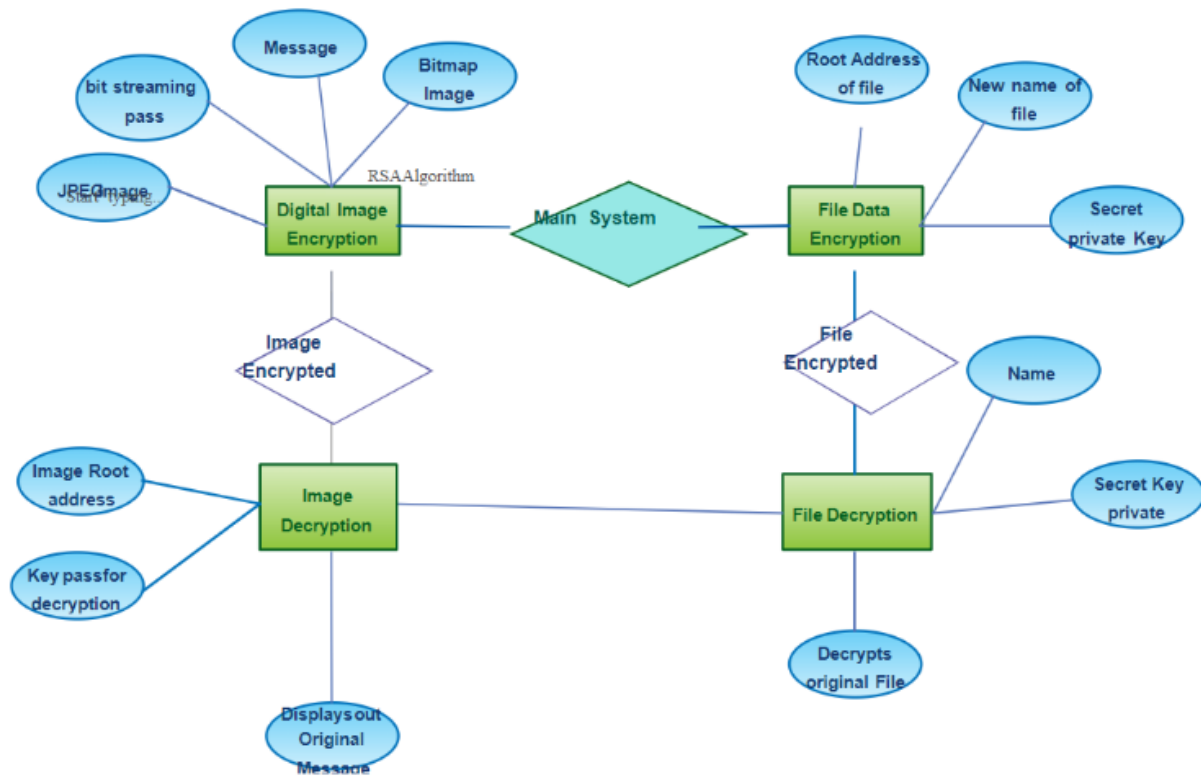 Message
Bitmap
Image
bit streaming
pass
JPEGImage
Start typing...
RSAAlgorithm
Digital Image
Encryption
Main System
Root Address
of file
New name of
file
File Data
Encryption
Secret
private Key
Image
Encrypted
File
Encrypted
Name
Image Root
address
Image
Decryption
File Decryption
Secret Key
private
Key passfor
decryption
Decrypts
original File
Displaysout
Original
Message